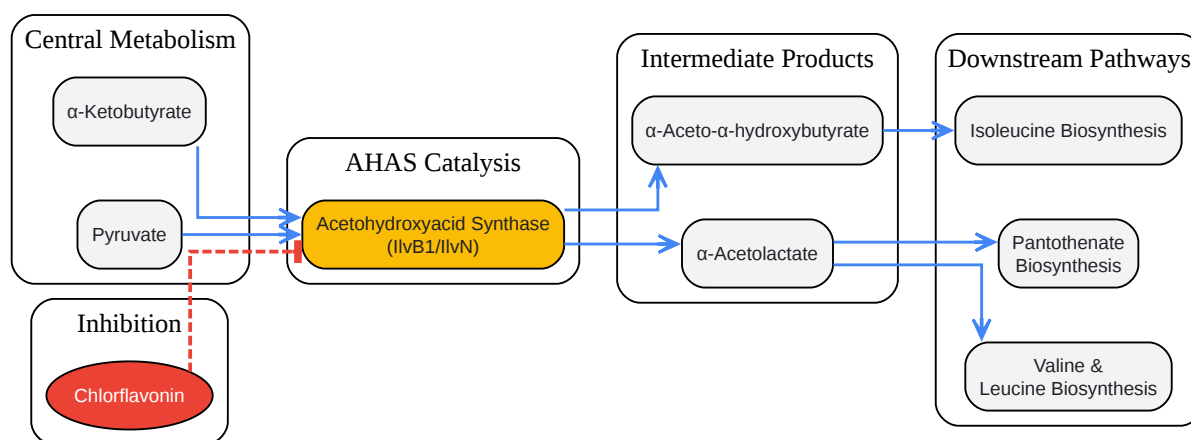 Central Metabolism
α-Ketobutyrate
Pyruvate
Inhibition
Chlorflavonin
AHAS Catalysis
Acetohydroxyacid Synthase
(IlvB1/IlvN)
Intermediate Products
α-Aceto-α-hydroxybutyrate
α-Acetolactate
Downstream Pathways
Isoleucine Biosynthesis
Pantothenate
Biosynthesis
Valine &
Leucine Biosynthesis